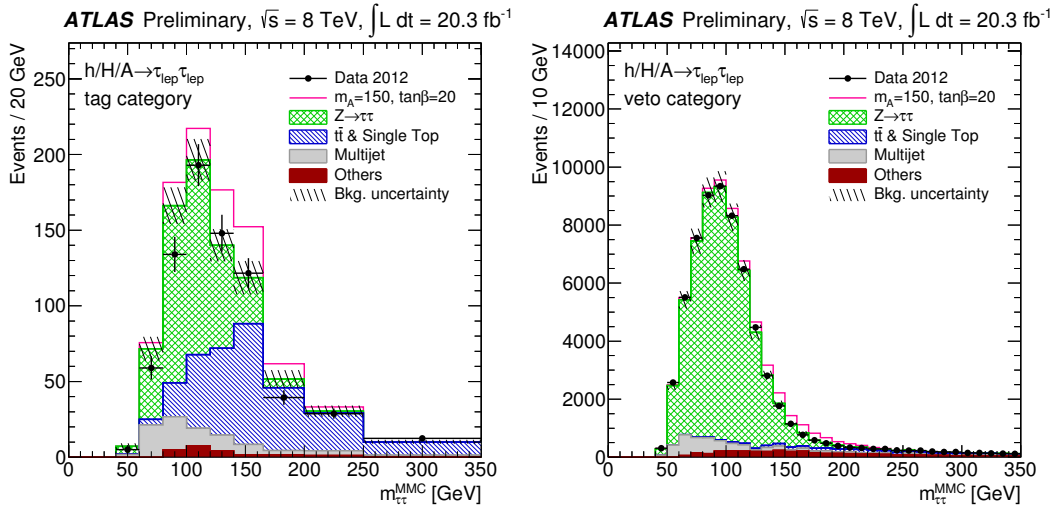 ATLAS Preliminary, √s = 8 TeV, ∫L dt = 20.3 fb⁻¹
Events / 20 GeV
h/H/A→τlepτlep
tag category
Data 2012
mA=150, tanβ=20
Z→ττ
tt̄ & Single Top
Multijet
Others
Bkg. uncertainty
250
200
150
100
50
0
0 50 100 150 200 250 300 350
mττMMC [GeV]
ATLAS Preliminary, √s = 8 TeV, ∫L dt = 20.3 fb⁻¹
Events / 10 GeV
h/H/A→τlepτlep
veto category
Data 2012
mA=150, tanβ=20
Z→ττ
tt̄ & Single Top
Multijet
Others
Bkg. uncertainty
14000
12000
10000
8000
6000
4000
2000
0
0 50 100 150 200 250 300 350
mττMMC [GeV]